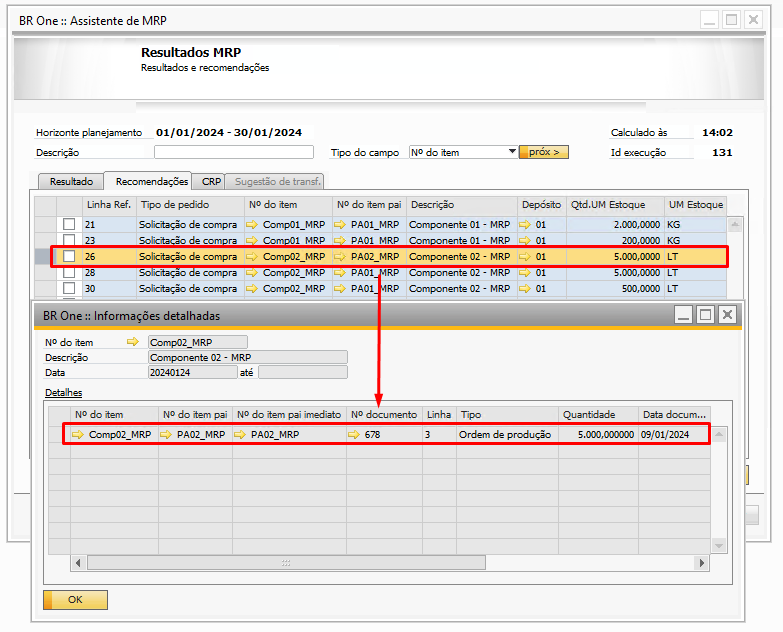 BR One :: Assistente de MRP
Resultados MRP
Resultados e recomendações
Horizonte planejamento 01/01/2024 - 30/01/2024 Calculado às 14:02
Descrição Tipo do campo Nº do item próx > Id execução 131
Resultado Recomendações CRP Sugestão de transf.
Linha Ref. Tipo de pedido Nº do item Nº do item pai Descrição Depósito Qtd.UM Estoque UM Estoque
21 Solicitação de compra Comp01_MRP PA01_MRP Componente 01 - MRP 01 2.000,0000 KG
23 Solicitação de compra Comp01_MRP PA01_MRP Componente 01 - MRP 01 200,0000 KG
26 Solicitação de compra Comp02_MRP PA02_MRP Componente 02 - MRP 01 5.000,0000 LT
28 Solicitação de compra Comp02_MRP PA01_MRP Componente 02 - MRP 01 5.000,0000 LT
30 Solicitação de compra Comp02_MRP PA01_MRP Componente 02 - MRP 01 500,0000 LT
BR One :: Informações detalhadas
Nº do item Comp02_MRP
Descrição Componente 02 - MRP
Data 20240124 até
Detalhes
Nº do item Nº do item pai Nº do item pai imediato Nº documento Linha Tipo Quantidade Data docum...
Comp02_MRP PA02_MRP PA02_MRP 678 3 Ordem de produção 5.000,000000 09/01/2024
OK